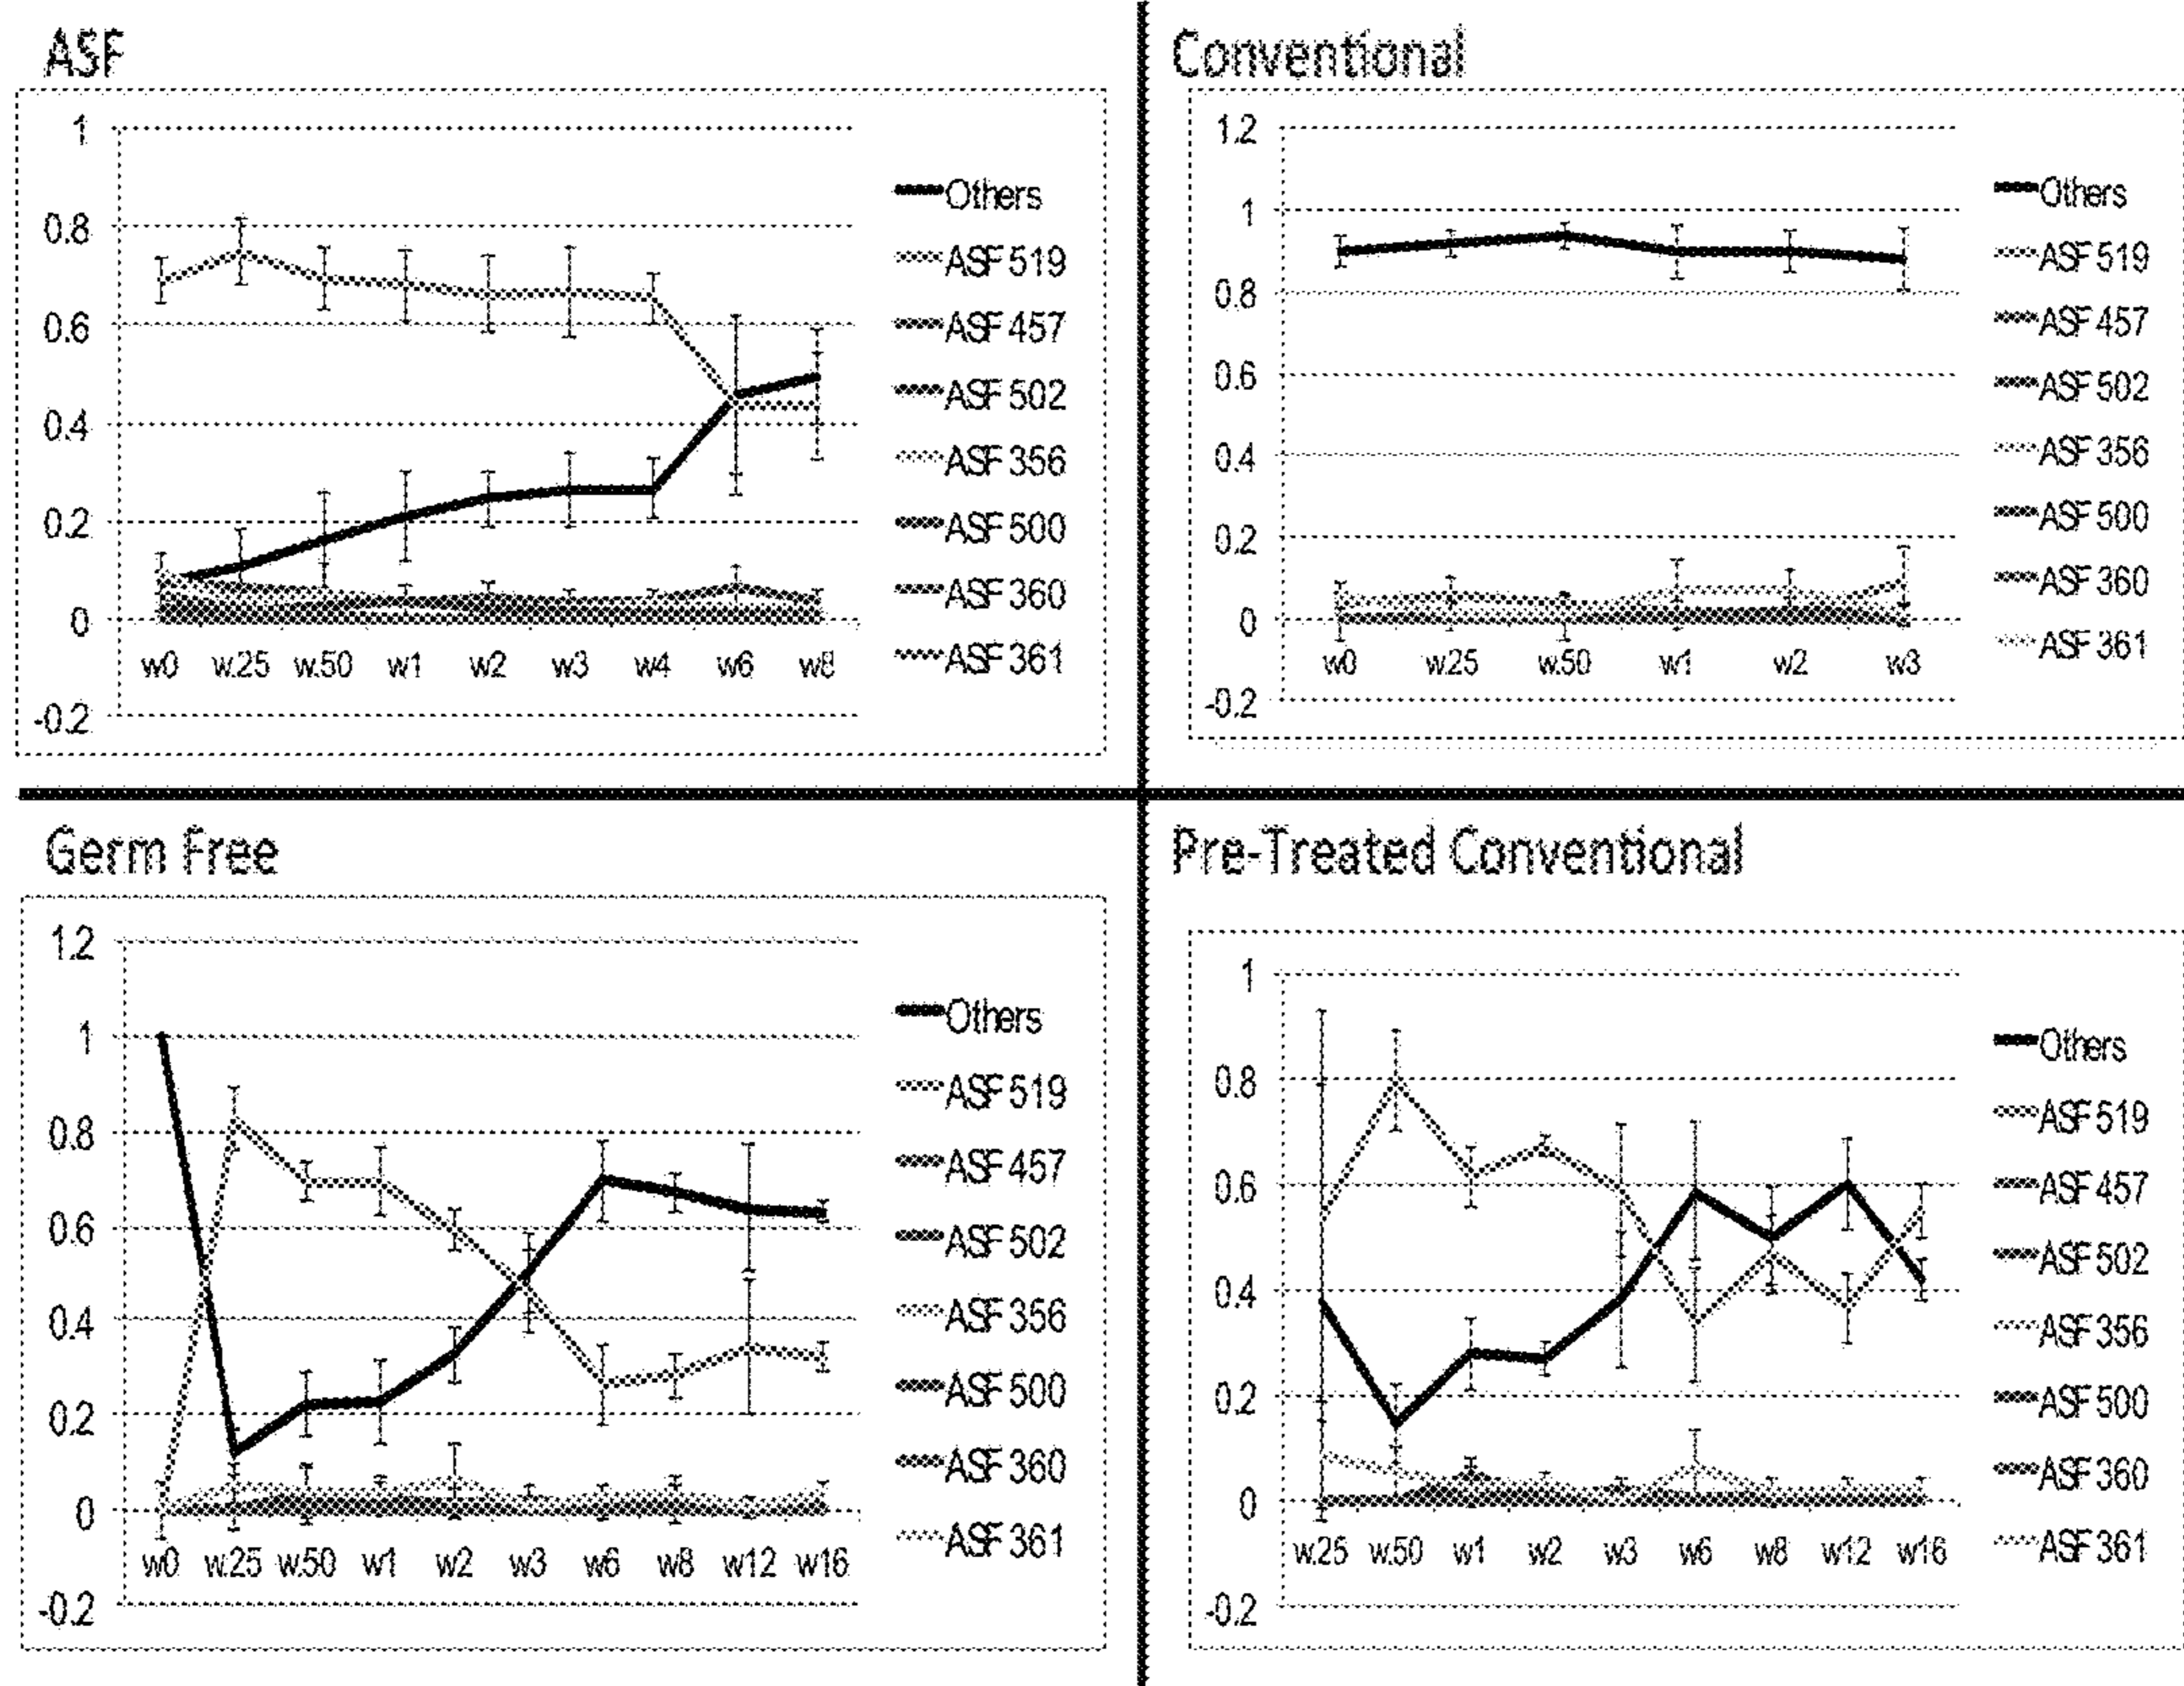 ASF
1
0.8
0.6
0.4
0.2
0
-0.2
w0 w.25 w.50 w1 w2 w3 w4 w6 w8
Others
ASF 519
ASF 457
ASF 502
ASF 356
ASF 500
ASF 360
ASF 361
Conventional
1.2
1
0.8
0.6
0.4
0.2
0
-0.2
w0 w.25 w.50 w1 w2 w3
Others
ASF 519
ASF 457
ASF 502
ASF 356
ASF 500
ASF 360
ASF 361
Germ Free
1.2
1
0.8
0.6
0.4
0.2
0
-0.2
w0 w.25 w.50 w1 w2 w3 w6 w8 w12 w16
Others
ASF 519
ASF 457
ASF 502
ASF 356
ASF 500
ASF 360
ASF 361
Pre-Treated Conventional
1
0.8
0.6
0.4
0.2
0
-0.2
w.25 w.50 w1 w2 w3 w6 w8 w12 w16
Others
ASF 519
ASF 457
ASF 502
ASF 356
ASF 500
ASF 360
ASF 361